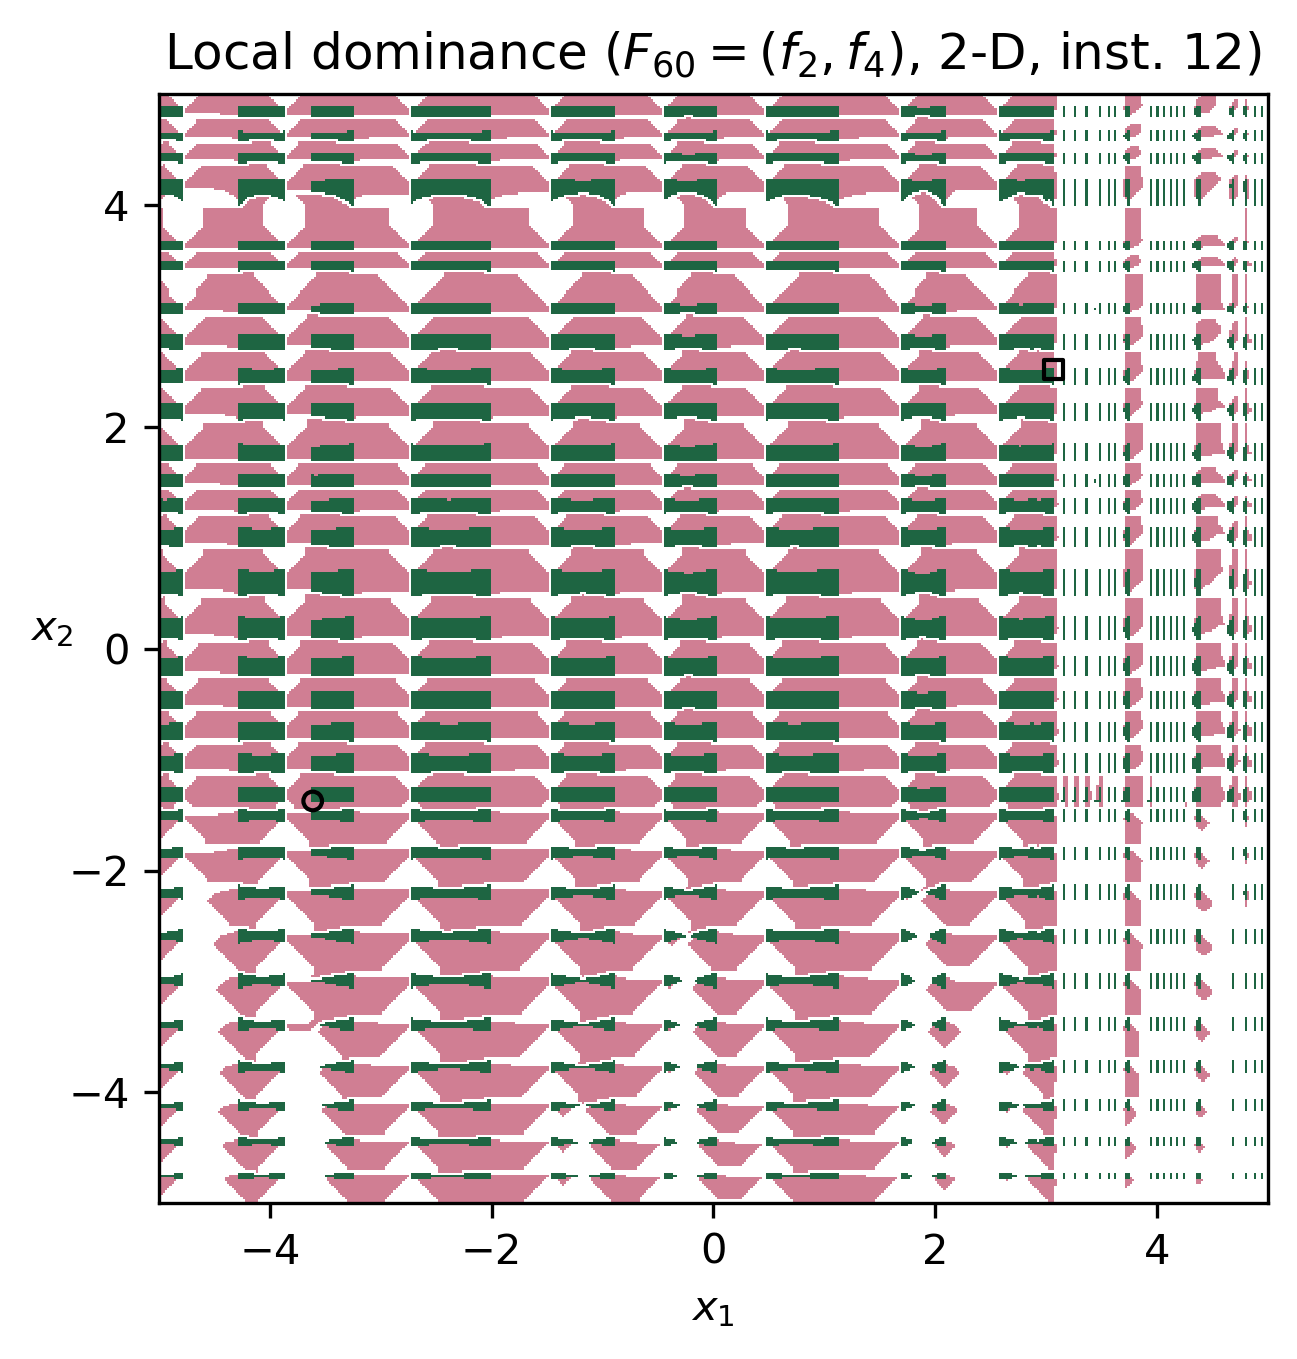 Local dominance (F₆₀ = (f₂, f₄), 2-D, inst. 12)
4
2
x₂
0
−2
−4
−4 −2 0 2 4
x₁